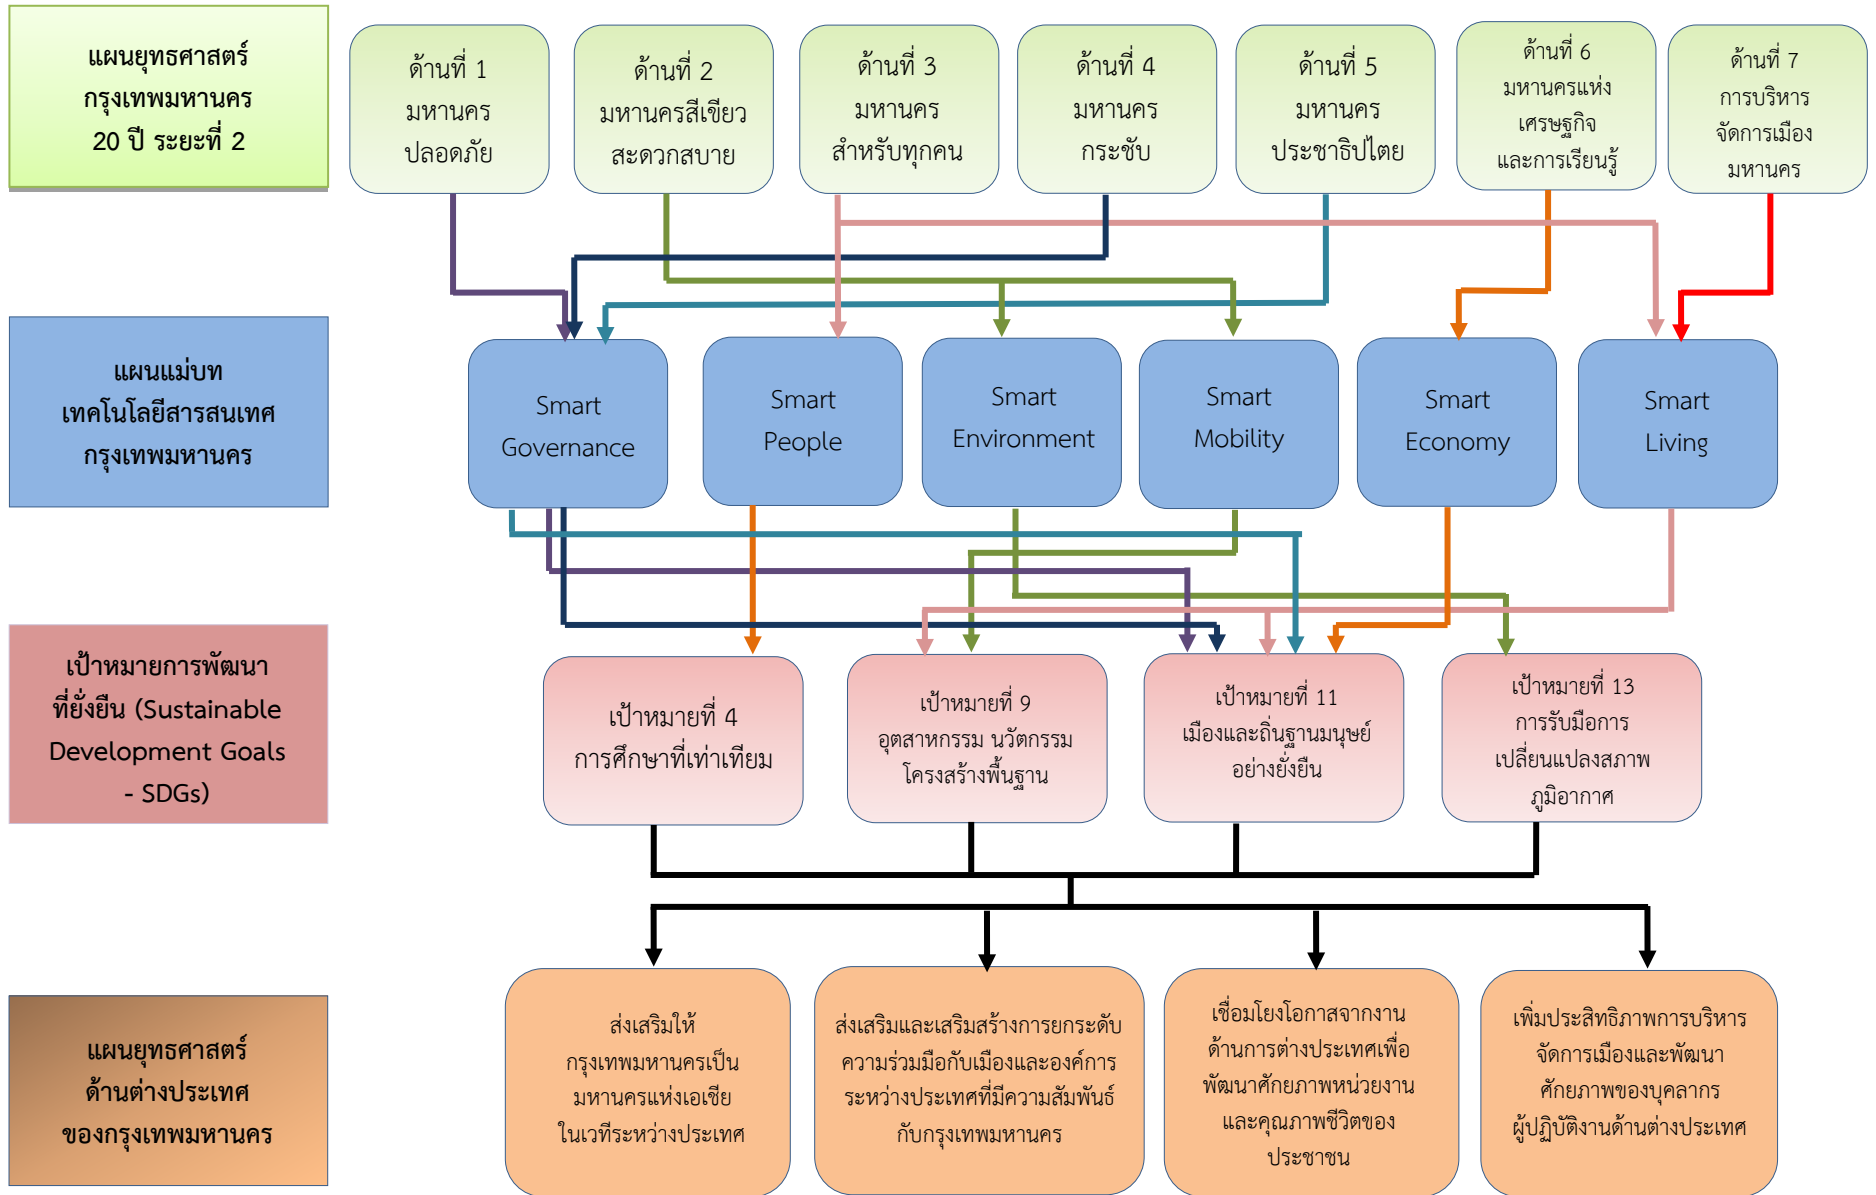 แผนยุทธศาสตร์
กรุงเทพมหานคร
20 ปี ระยะที่ 2
ด้านที่ 1
มหานคร
ปลอดภัย
ด้านที่ 2
มหานครสีเขียว
สะดวกสบาย
ด้านที่ 3
มหานคร
สำหรับทุกคน
ด้านที่ 4
มหานคร
กระชับ
ด้านที่ 5
มหานคร
ประชาธิปไตย
ด้านที่ 6
มหานครแห่ง
เศรษฐกิจ
และการเรียนรู้
ด้านที่ 7
การบริหาร
จัดการเมือง
มหานคร
แผนแม่บท
เทคโนโลยีสารสนเทศ
กรุงเทพมหานคร
Smart
Governance
Smart
People
Smart
Environment
Smart
Mobility
Smart
Economy
Smart
Living
เป้าหมายการพัฒนา
ที่ยั่งยืน (Sustainable
Development Goals
- SDGs)
เป้าหมายที่ 4
การศึกษาที่เท่าเทียม
เป้าหมายที่ 9
อุตสาหกรรม นวัตกรรม
โครงสร้างพื้นฐาน
เป้าหมายที่ 11
เมืองและถิ่นฐานมนุษย์
อย่างยั่งยืน
เป้าหมายที่ 13
การรับมือการ
เปลี่ยนแปลงสภาพ
ภูมิอากาศ
แผนยุทธศาสตร์
ด้านต่างประเทศ
ของกรุงเทพมหานคร
ส่งเสริมให้
กรุงเทพมหานครเป็น
มหานครแห่งเอเชีย
ในเวทีระหว่างประเทศ
ส่งเสริมและเสริมสร้างการยกระดับ
ความร่วมมือกับเมืองและองค์การ
ระหว่างประเทศที่มีความสัมพันธ์
กับกรุงเทพมหานคร
เชื่อมโยงโอกาสจากงาน
ด้านการต่างประเทศเพื่อ
พัฒนาศักยภาพหน่วยงาน
และคุณภาพชีวิตของ
ประชาชน
เพิ่มประสิทธิภาพการบริหาร
จัดการเมืองและพัฒนา
ศักยภาพของบุคลากร
ผู้ปฏิบัติงานด้านต่างประเทศ